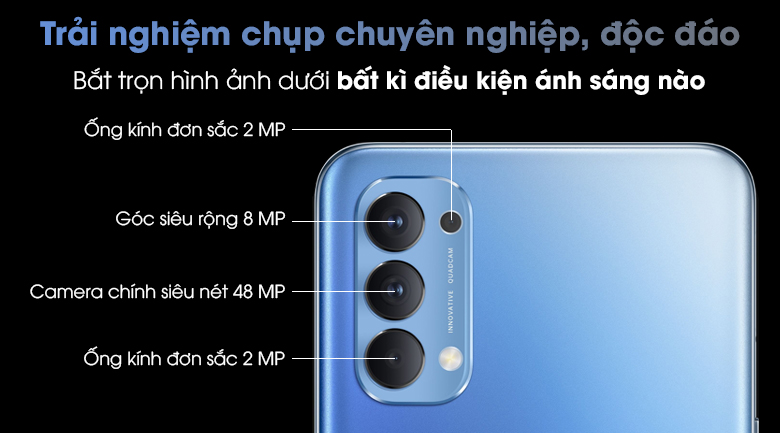 Trải nghiệm chụp chuyên nghiệp, độc đáo
Bắt trọn hình ảnh dưới bất kì điều kiện ánh sáng nào
Ống kính đơn sắc 2 MP
Góc siêu rộng 8 MP
Camera chính siêu nét 48 MP
Ống kính đơn sắc 2 MP
INNOVATIVE QUADCAM